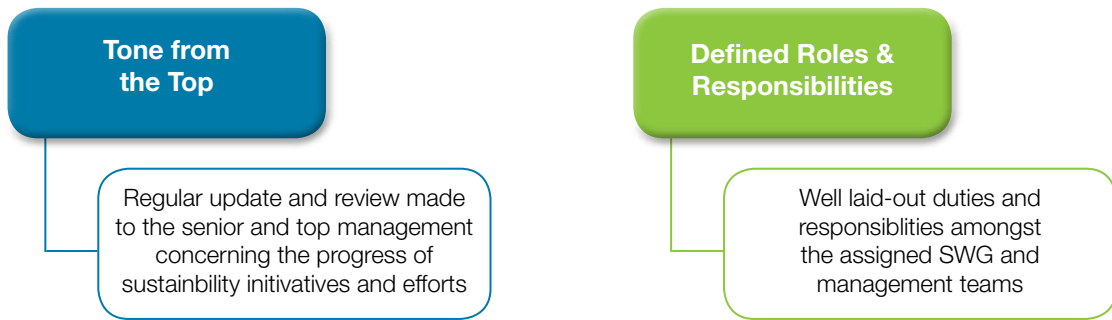 Tone from
the Top
Regular update and review made
to the senior and top management
concerning the progress of
sustainbility initivatives and efforts
Defined Roles &
Responsibilities
Well laid-out duties and
responsiblities amongst
the assigned SWG and
management teams